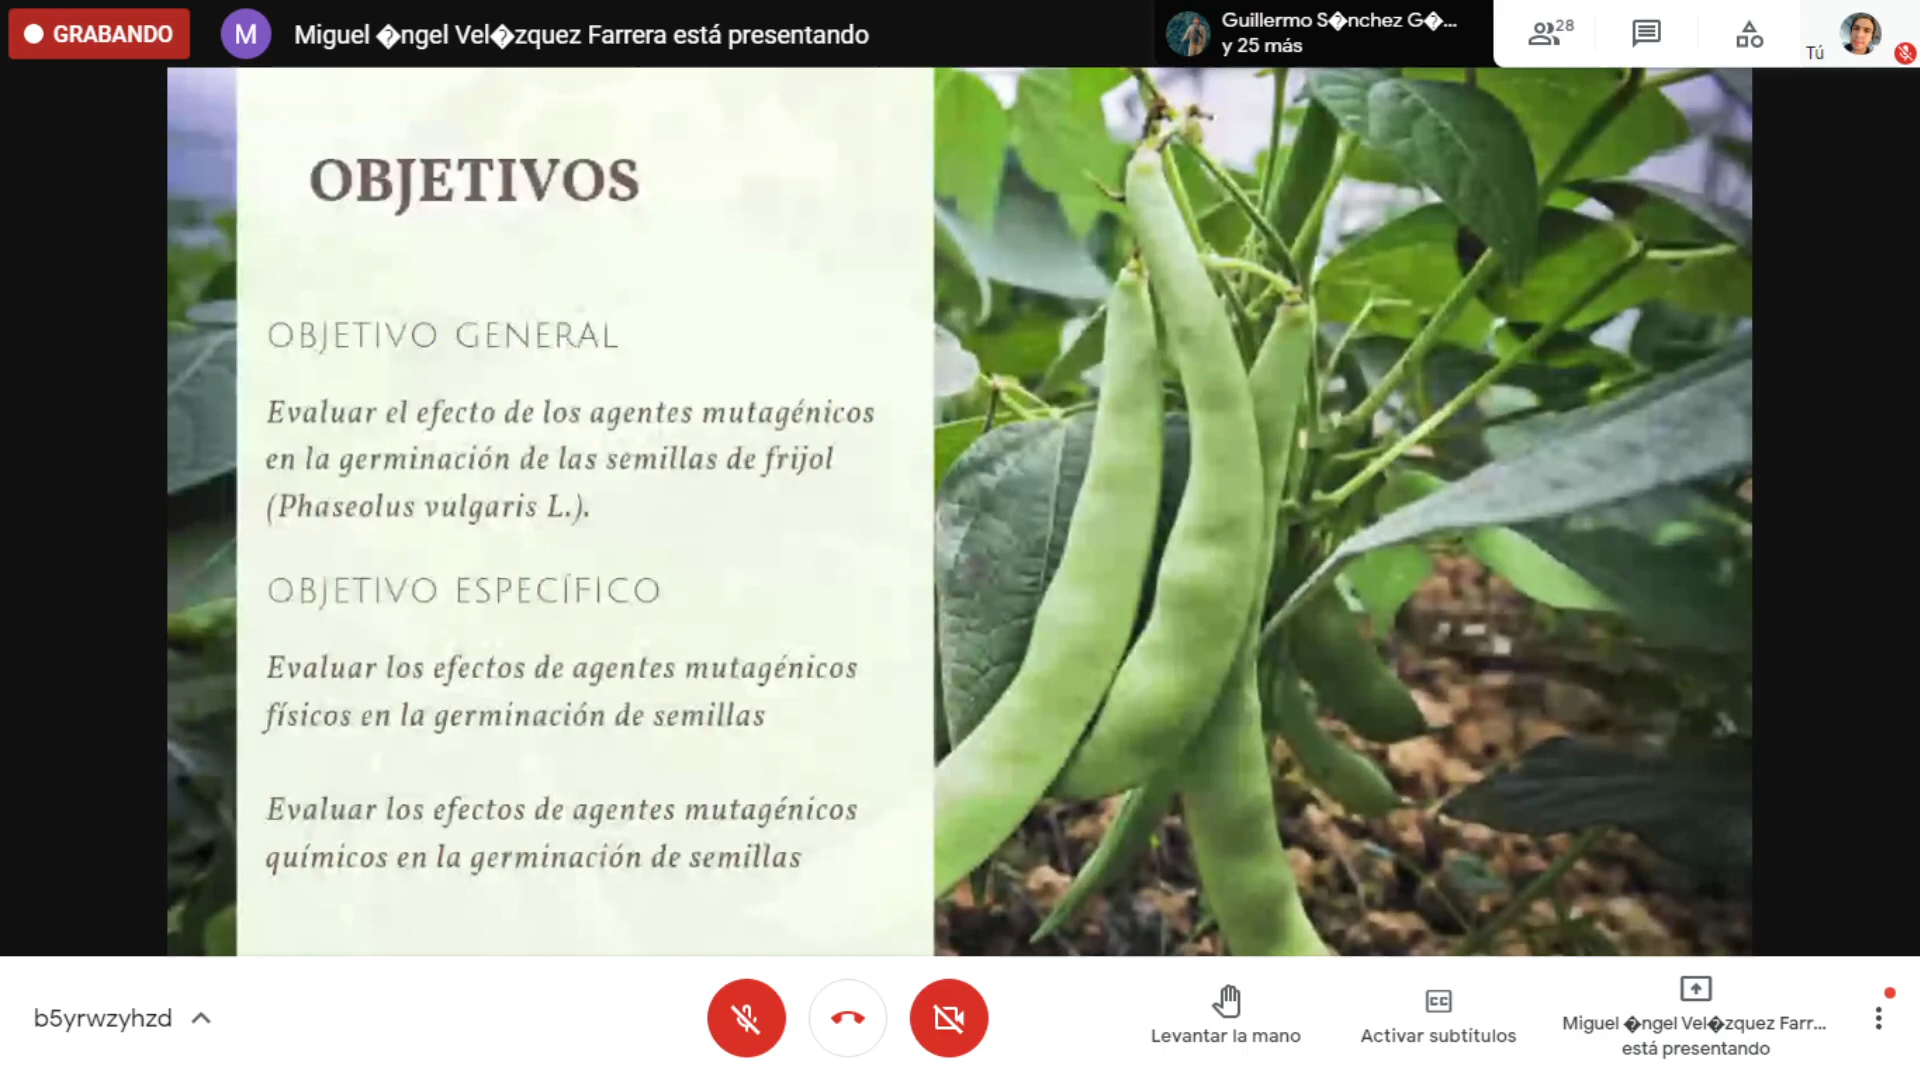 GRABANDO
M
Miguel �ngel Vel�zquez Farrera está presentando
Guillermo S�nchez G�...
y 25 más
28
Tú
OBJETIVOS
OBJETIVO GENERAL
Evaluar el efecto de los agentes mutagénicos
en la germinación de las semillas de frijol
(Phaseolus vulgaris L.).
OBJETIVO ESPECÍFICO
Evaluar los efectos de agentes mutagénicos
físicos en la germinación de semillas
Evaluar los efectos de agentes mutagénicos
químicos en la germinación de semillas
b5yrwzyhzd
Levantar la mano
CC
Activar subtítulos
Miguel �ngel Vel�zquez Farr...
está presentando